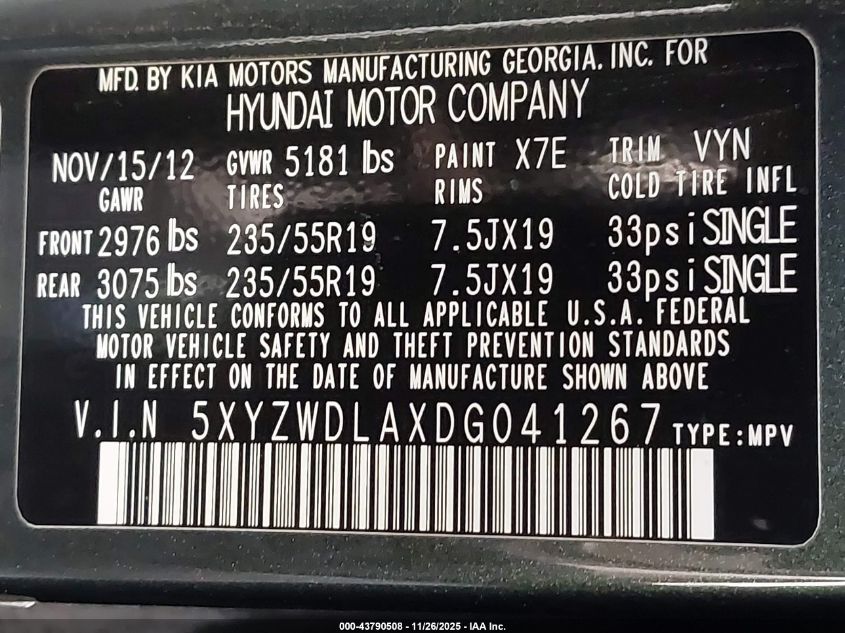 MFD. BY KIA MOTORS MANUFACTURING GEORGIA. INC. FOR
HYUNDAI MOTOR COMPANY
NOV/15/12 GVWR 5181 lbs PAINT X7E TRIM VYN
GAWR TIRES RIMS COLD TIRE INFL
FRONT 2976 lbs 235/55R19 7.5JX19 33psi SINGLE
REAR 3075 lbs 235/55R19 7.5JX19 33psi SINGLE
THIS VEHICLE CONFORMS TO ALL APPLICABLE U.S.A. FEDERAL
MOTOR VEHICLE SAFETY AND THEFT PREVENTION STANDARDS
IN EFFECT ON THE DATE OF MANUFACTURE SHOWN ABOVE
V.I.N 5XYZWDLAXDG041267 TYPE:MPV
000-43790508 - 11/26/2025 - IAA Inc.